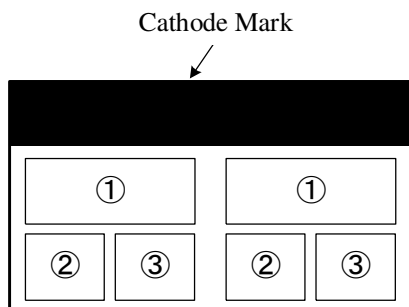 Cathode Mark
① ①
② ③ ② ③